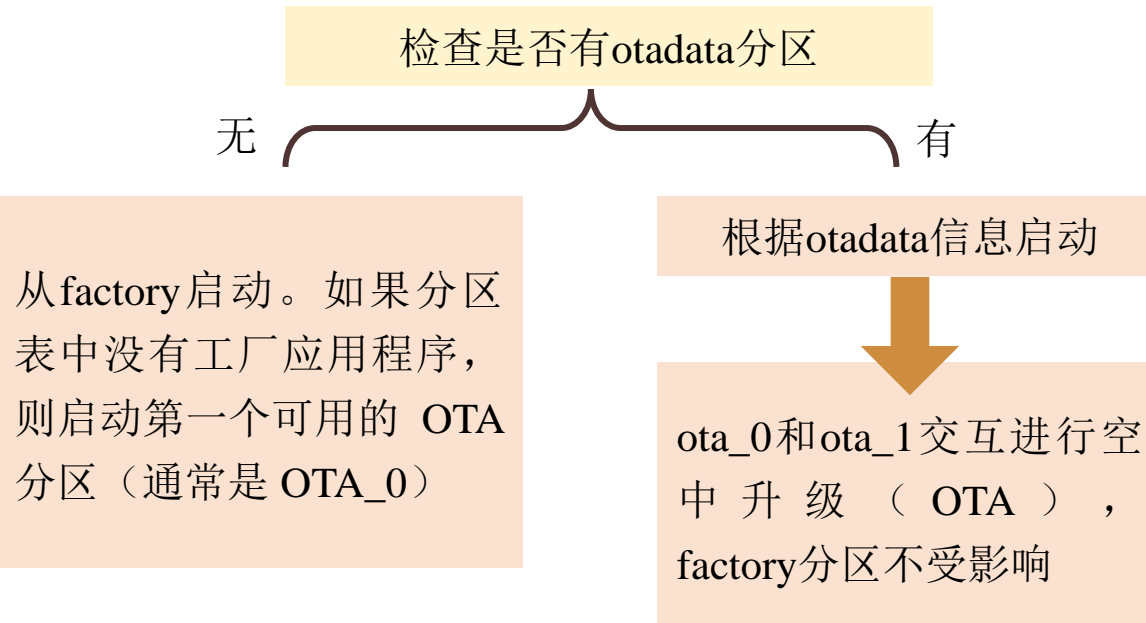 检查是否有otadata分区
无
有
从factory启动。如果分区
表中没有工厂应用程序，
则启动第一个可用的 OTA
分区（通常是 OTA_0）
根据otadata信息启动
ota_0和ota_1交互进行空
中升级（OTA），
factory分区不受影响